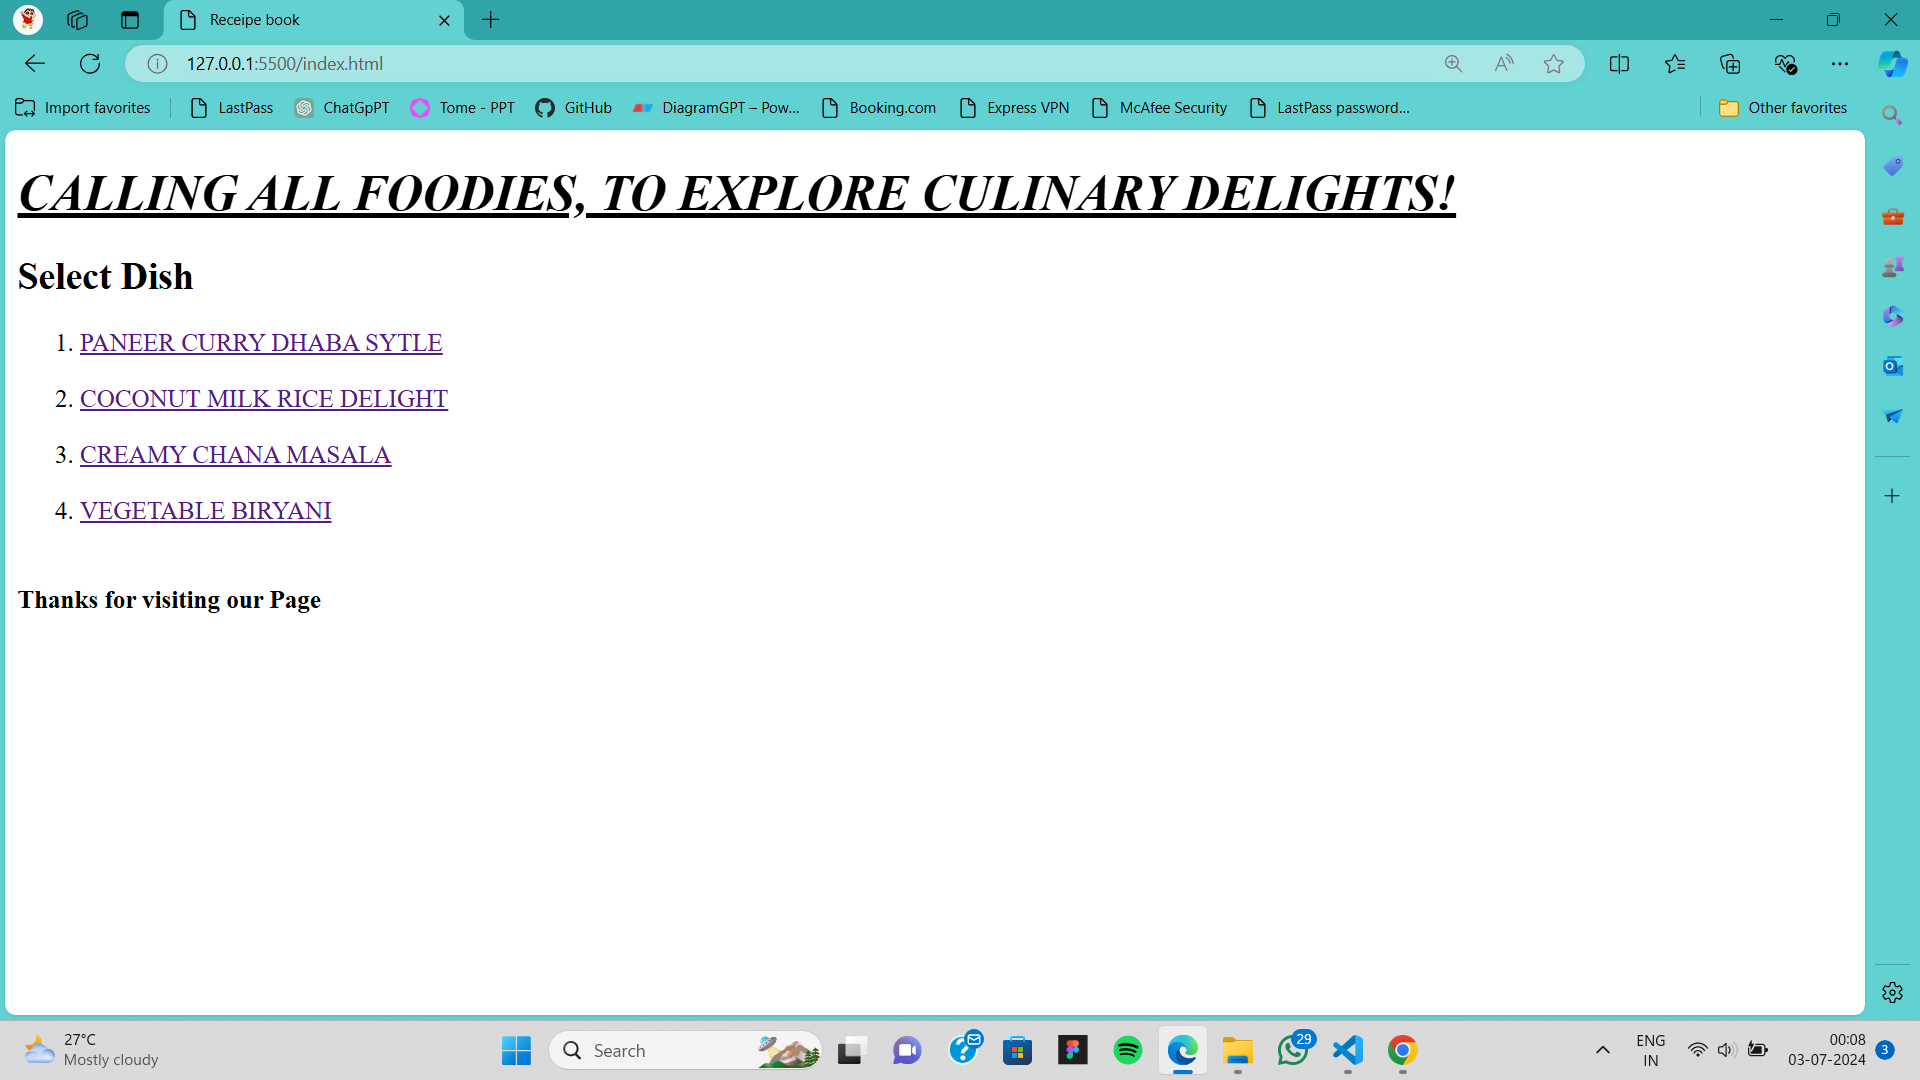 Receipe book
127.0.0.1:5500/index.html
Import favorites LastPass ChatGpPT Tome - PPT GitHub DiagramGPT – Pow... Booking.com Express VPN McAfee Security LastPass password... Other favorites
CALLING ALL FOODIES, TO EXPLORE CULINARY DELIGHTS!
Select Dish
1. PANEER CURRY DHABA SYTLE
2. COCONUT MILK RICE DELIGHT
3. CREAMY CHANA MASALA
4. VEGETABLE BIRYANI
Thanks for visiting our Page
27°C
Mostly cloudy
Search
29
ENG
IN
00:08
03-07-2024
3